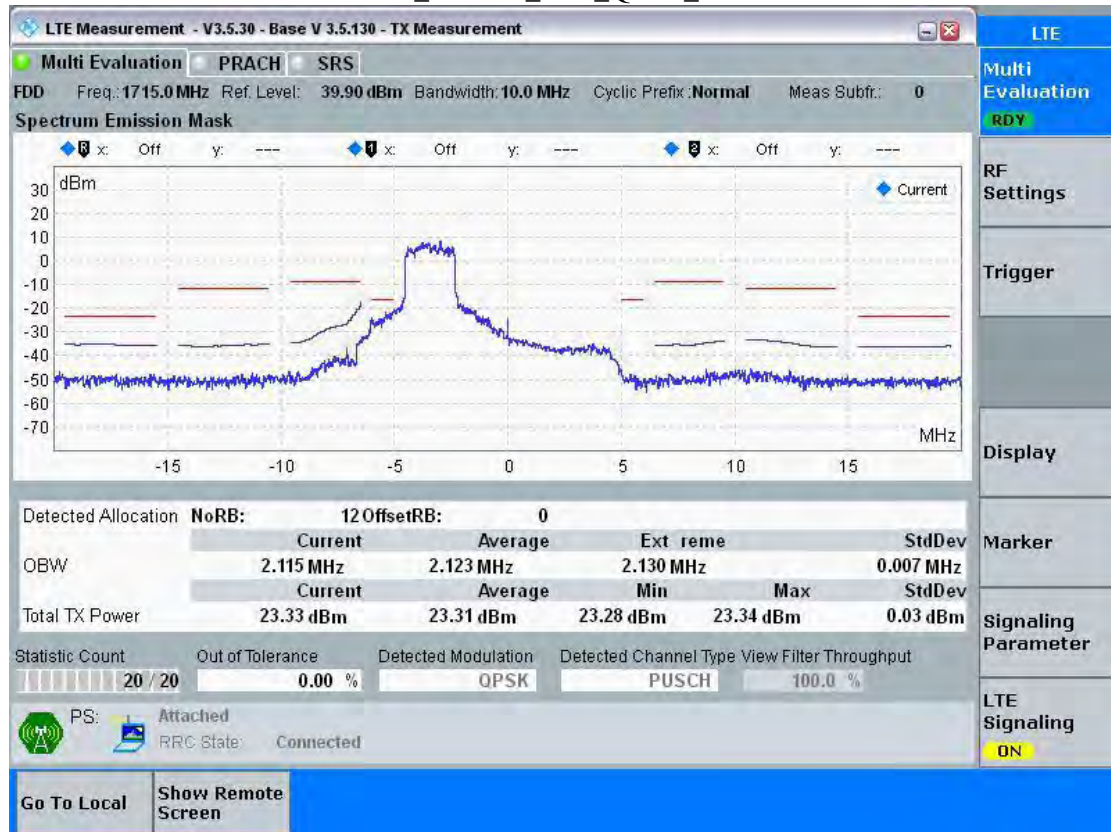 LTE Measurement - V3.5.30 - Base V 3.5.130 - TX Measurement
LTE
Multi Evaluation PRACH SRS
Multi Evaluation
RDY
FDD Freq.: 1715.0 MHz Ref. Level: 39.90 dBm Bandwidth: 10.0 MHz Cyclic Prefix : Normal Meas Subfr.: 0
Spectrum Emission Mask
R x: Off y: --- 1 x: Off y: --- 2 x: Off y: ---
dBm
Current
30
20
10
0
-10
-20
-30
-40
-50
-60
-70
MHz
-15 -10 -5 0 5 10 15
RF Settings
Trigger
Display
Marker
Signaling Parameter
LTE Signaling
ON
Detected Allocation NoRB: 12 OffsetRB: 0
Current Average Ext reme StdDev
OBW 2.115 MHz 2.123 MHz 2.130 MHz 0.007 MHz
Current Average Min Max StdDev
Total TX Power 23.33 dBm 23.31 dBm 23.28 dBm 23.34 dBm 0.03 dBm
Statistic Count Out of Tolerance Detected Modulation Detected Channel Type View Filter Throughput
20 / 20 0.00 % QPSK PUSCH 100.0 %
PS: Attached
RRC State: Connected
Go To Local Show Remote Screen